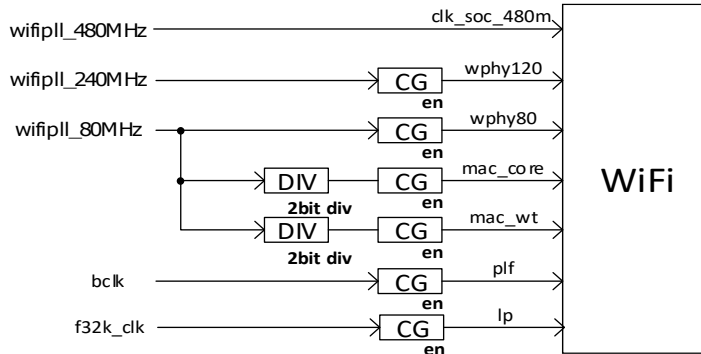 clk_soc_480m
wifipll_480MHz
wifipll_240MHz
CG
wphy120
en
wifipll_80MHz
CG
wphy80
en
DIV
CG
mac_core
2bit div
en
WiFi
DIV
CG
mac_wt
2bit div
en
bclk
CG
plf
en
f32k_clk
CG
lp
en